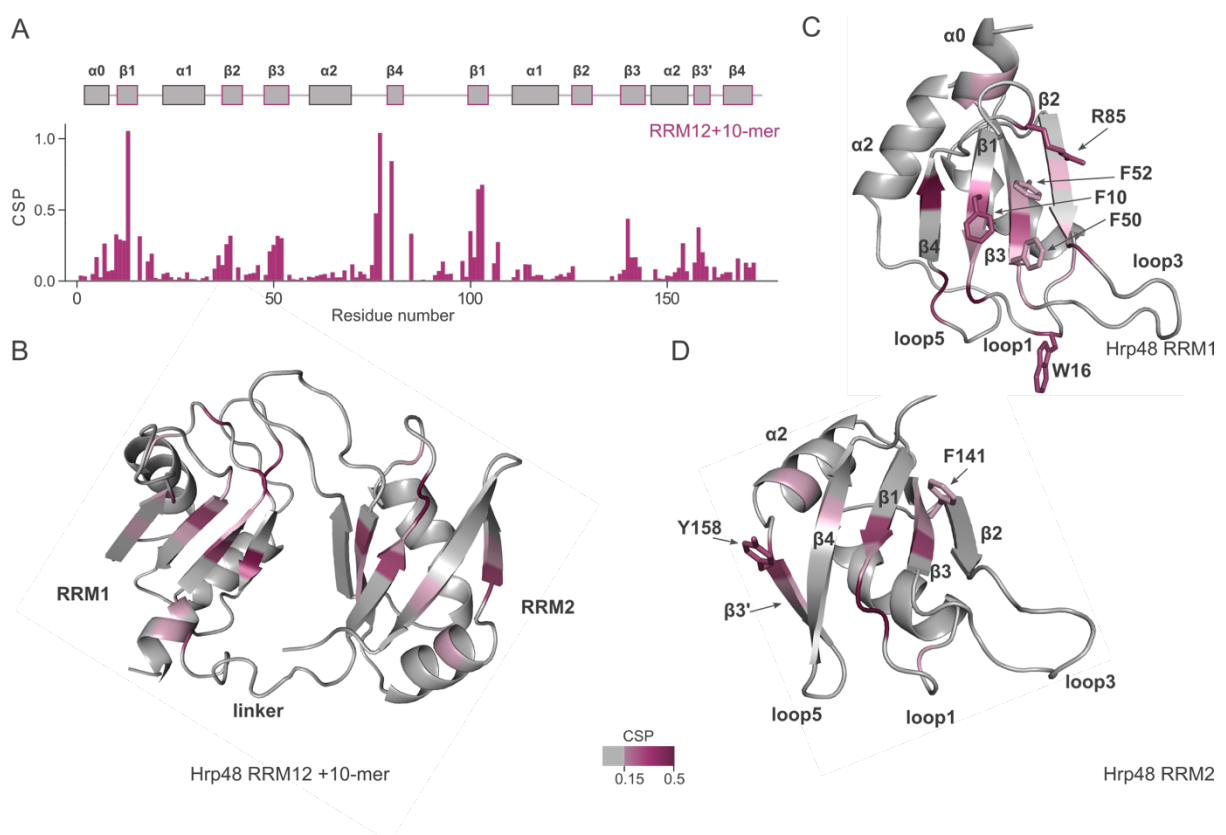 A
α0 β1 α1 β2 β3 α2 β4 β1 α1 β2 β3 α2 β3' β4
RRM12+10-mer
1.0
0.5
0.0
CSP
0 50 100 150
Residue number
B
RRM1
RRM2
linker
Hrp48 RRM12 +10-mer
CSP
0.15 0.5
C
α0
β2
R85
α2
β1
F52
F10
F50
β4
β3
loop3
loop5
loop1
Hrp48 RRM1
W16
D
α2
F141
β1
Y158
β4
β2
β3
β3'
loop3
loop5
loop1
Hrp48 RRM2